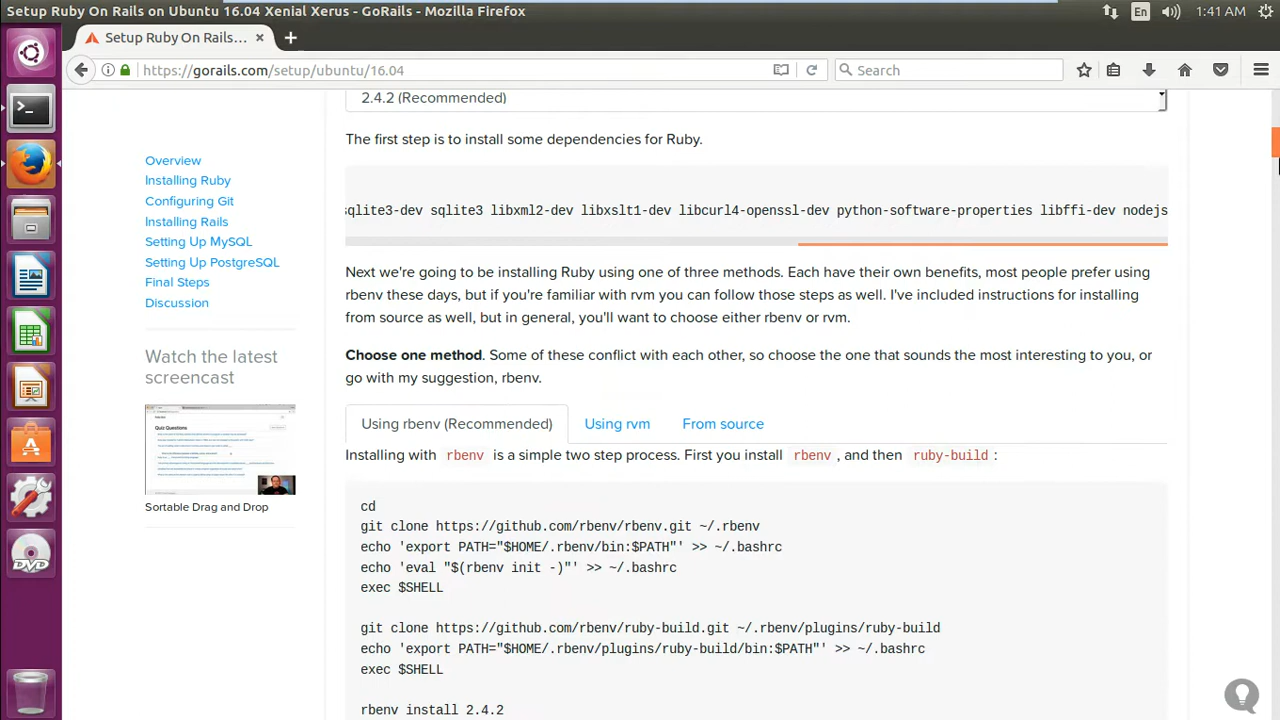 Setup Ruby On Rails on Ubuntu 16.04 Xenial Xerus - GoRails - Mozilla Firefox
En
1:41 AM
Setup Ruby On Rails...
https://gorails.com/setup/ubuntu/16.04
Search
2.4.2 (Recommended)
The first step is to install some dependencies for Ruby.
Overview
Installing Ruby
Configuring Git
Installing Rails
Setting Up MySQL
Setting Up PostgreSQL
Final Steps
Discussion
Watch the latest
screencast
Quiz Questions
Sortable Drag and Drop
sqlite3-dev sqlite3 libxml2-dev libxslt1-dev libcurl4-openssl-dev python-software-properties libffi-dev nodejs
Next we're going to be installing Ruby using one of three methods. Each have their own benefits, most people prefer using
rbenv these days, but if you're familiar with rvm you can follow those steps as well. I've included instructions for installing
from source as well, but in general, you'll want to choose either rbenv or rvm.
Choose one method. Some of these conflict with each other, so choose the one that sounds the most interesting to you, or
go with my suggestion, rbenv.
Using rbenv (Recommended)
Using rvm
From source
Installing with rbenv is a simple two step process. First you install rbenv , and then ruby-build :
cd
git clone https://github.com/rbenv/rbenv.git ~/.rbenv
echo 'export PATH="$HOME/.rbenv/bin:$PATH"' >> ~/.bashrc
echo 'eval "$(rbenv init -)"' >> ~/.bashrc
exec $SHELL
git clone https://github.com/rbenv/ruby-build.git ~/.rbenv/plugins/ruby-build
echo 'export PATH="$HOME/.rbenv/plugins/ruby-build/bin:$PATH"' >> ~/.bashrc
exec $SHELL
rbenv install 2.4.2
DVD